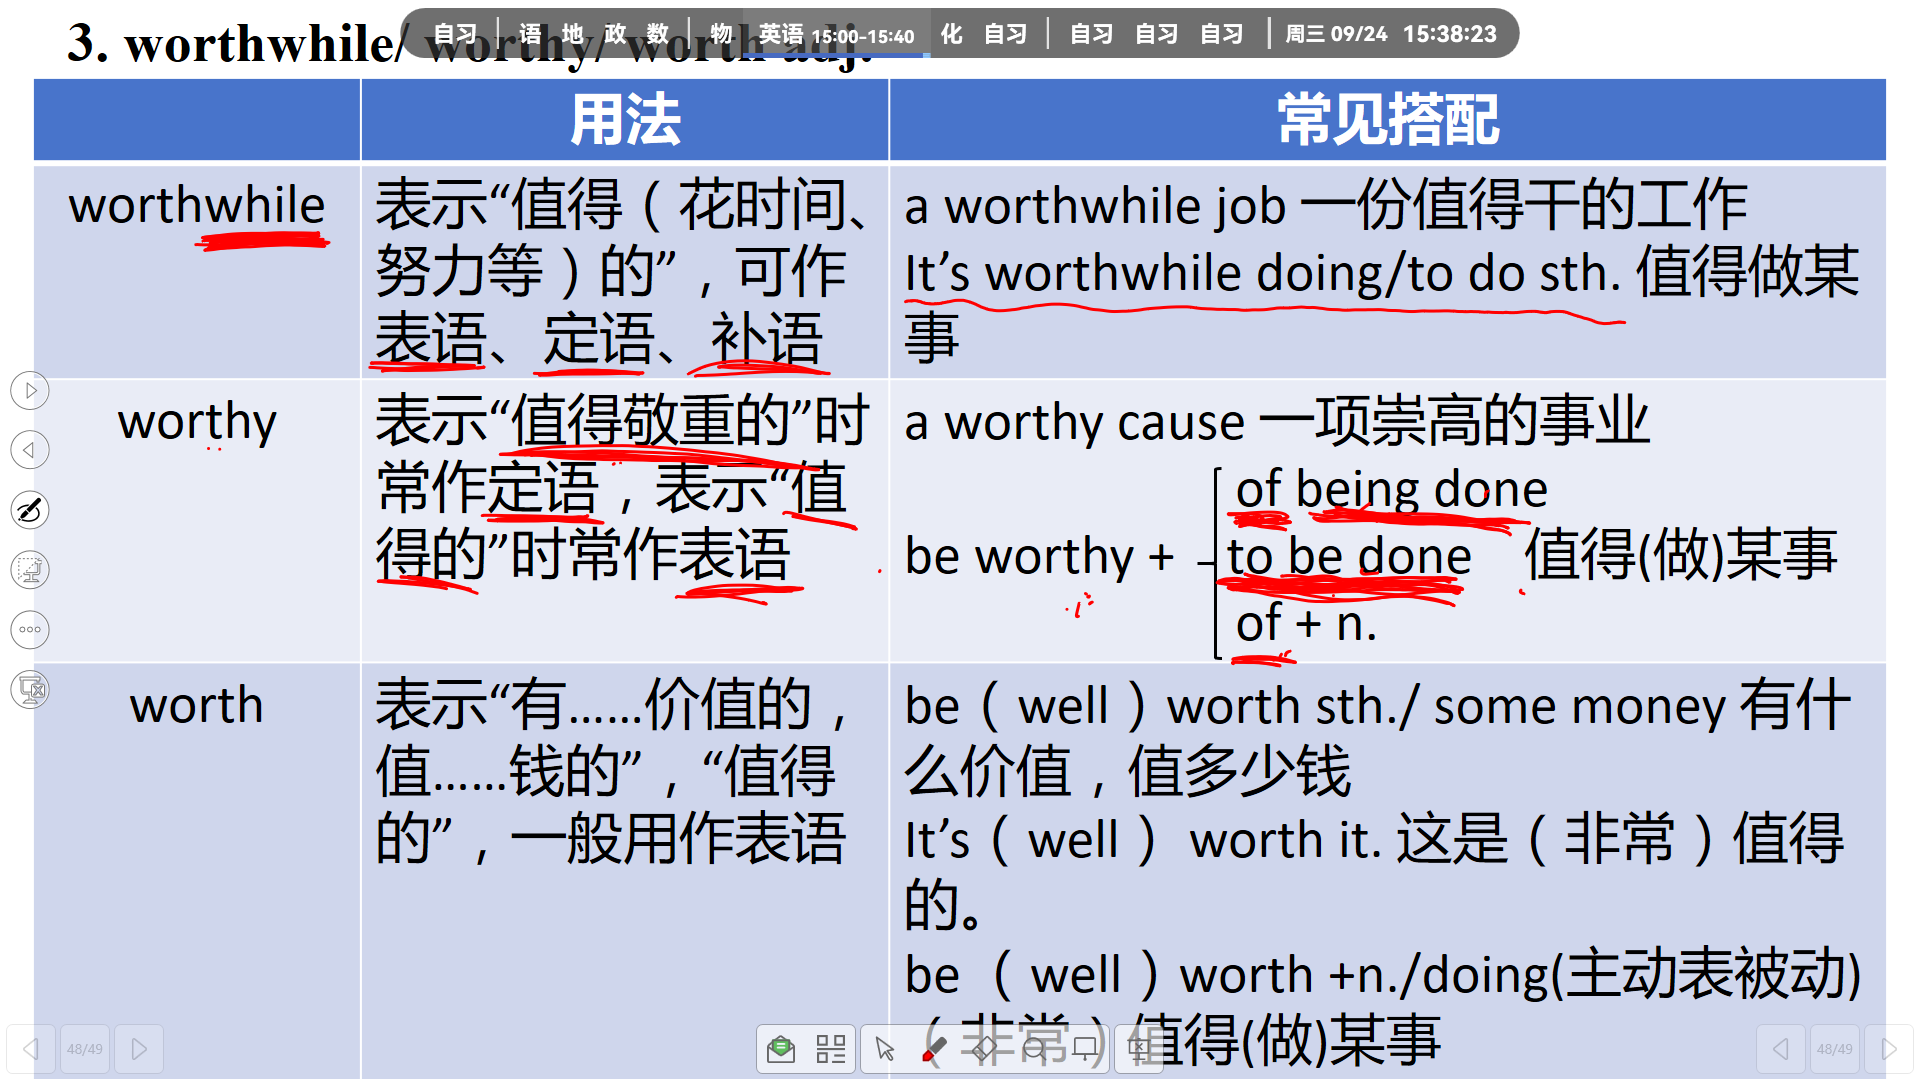 自习 | 语 地 政 数 | 物 英语 15:00-15:40 化 自习 | 自习 自习 自习 | 周三 09/24 15:38:23
3. worthwhile/ worthy/ worth adj.
用法 常见搭配
worthwhile
表示“值得（花时间、
努力等）的”，可作
表语、定语、补语
a worthwhile job 一份值得干的工作
It’s worthwhile doing/to do sth. 值得做某
事
worthy
表示“值得敬重的”时
常作定语，表示“值
得的”时常作表语
a worthy cause 一项崇高的事业
of being done
be worthy + to be done 值得(做)某事
of + n.
worth
表示“有……价值的，
值……钱的”，“值得
的”，一般用作表语
be（well）worth sth./ some money 有什
么价值，值多少钱
It’s（well） worth it. 这是（非常）值得
的。
be （well）worth +n./doing(主动表被动)
（非常）值得(做)某事
48/49
48/49